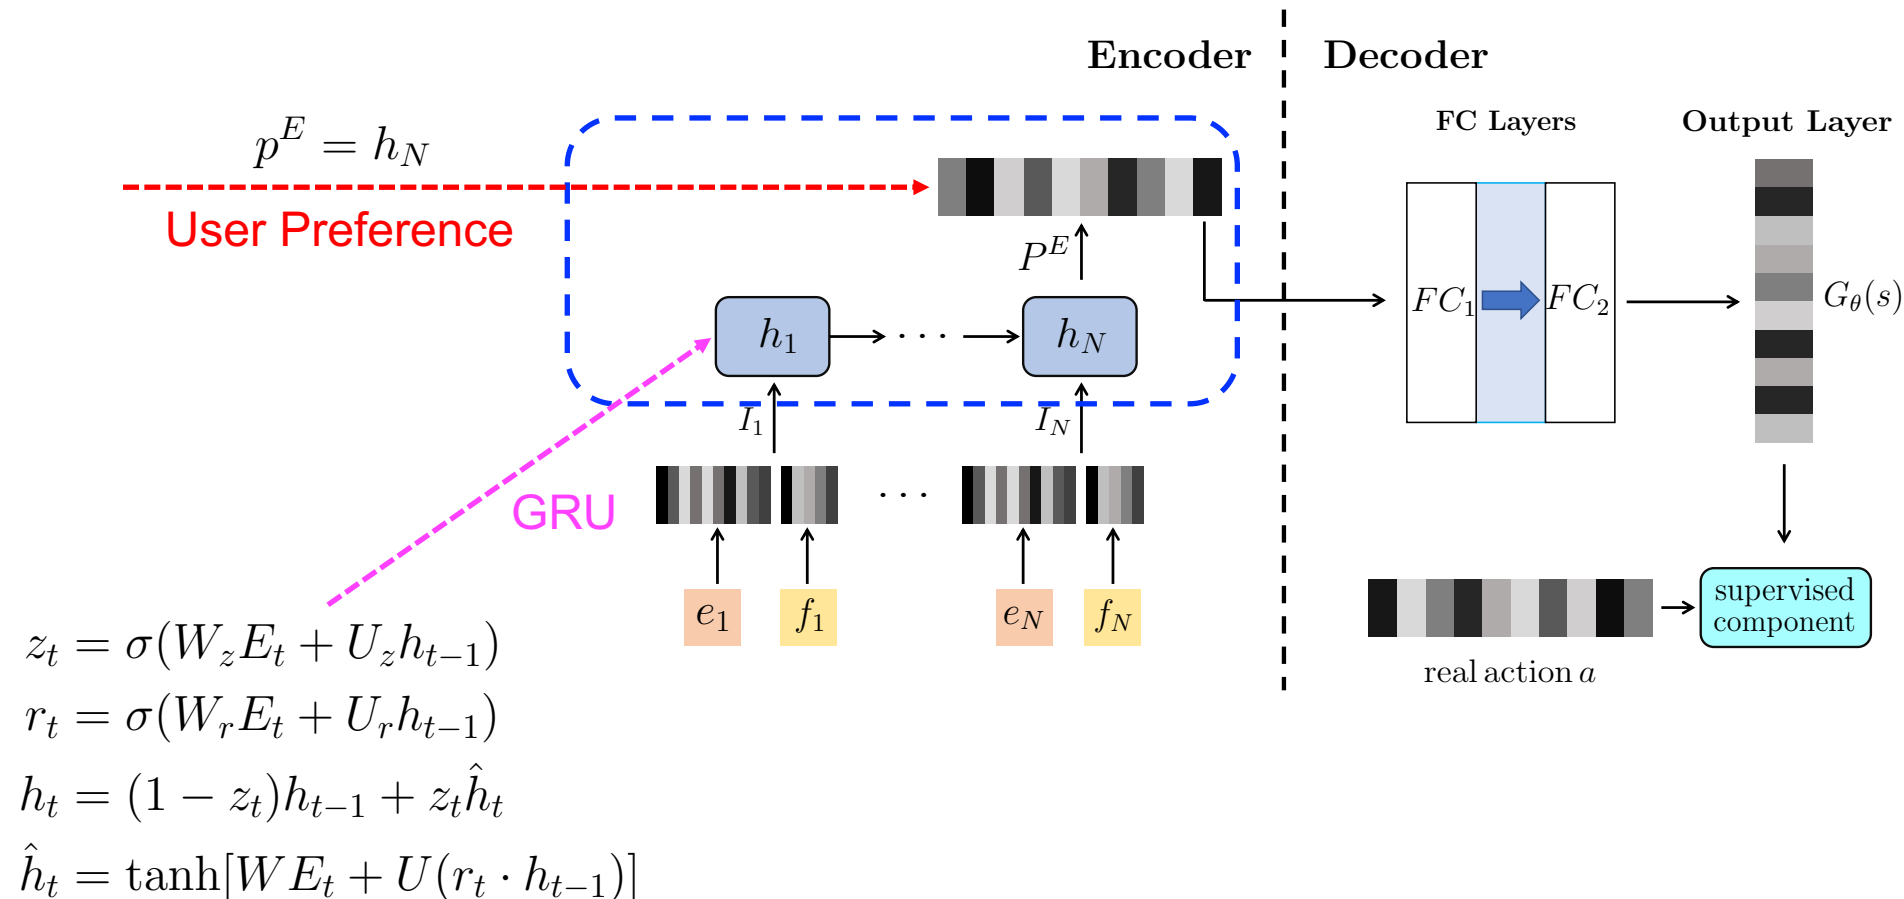 Encoder
Decoder
p^E = h_N
User Preference
FC Layers
Output Layer
P^E
h_1
· · ·
h_N
FC_1
FC_2
G_θ(s)
I_1
I_N
GRU
· · ·
e_1
f_1
e_N
f_N
supervised
component
real action a
z_t = σ(W_z E_t + U_z h_{t−1})
r_t = σ(W_r E_t + U_r h_{t−1})
h_t = (1 − z_t)h_{t−1} + z_t ĥ_t
ĥ_t = tanh[W E_t + U(r_t · h_{t−1})]